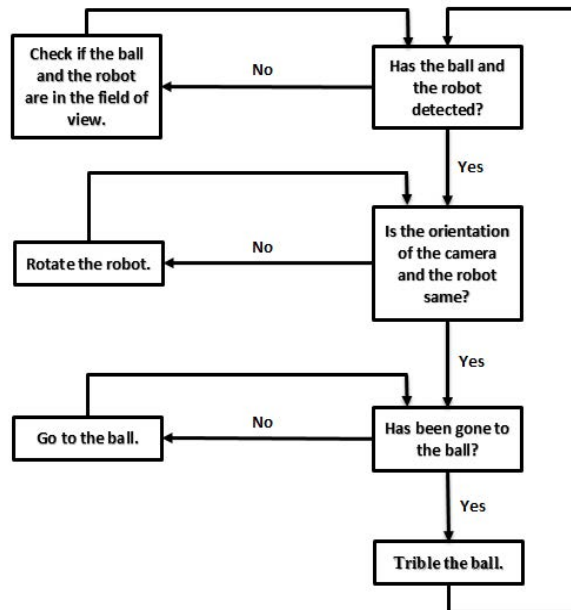 Check if the ball
and the robot
are in the field of
view.
No
Has the ball and
the robot
detected?
Yes
Rotate the robot.
No
Is the orientation
of the camera
and the robot
same?
Yes
Go to the ball.
No
Has been gone to
the ball?
Yes
Trible the ball.